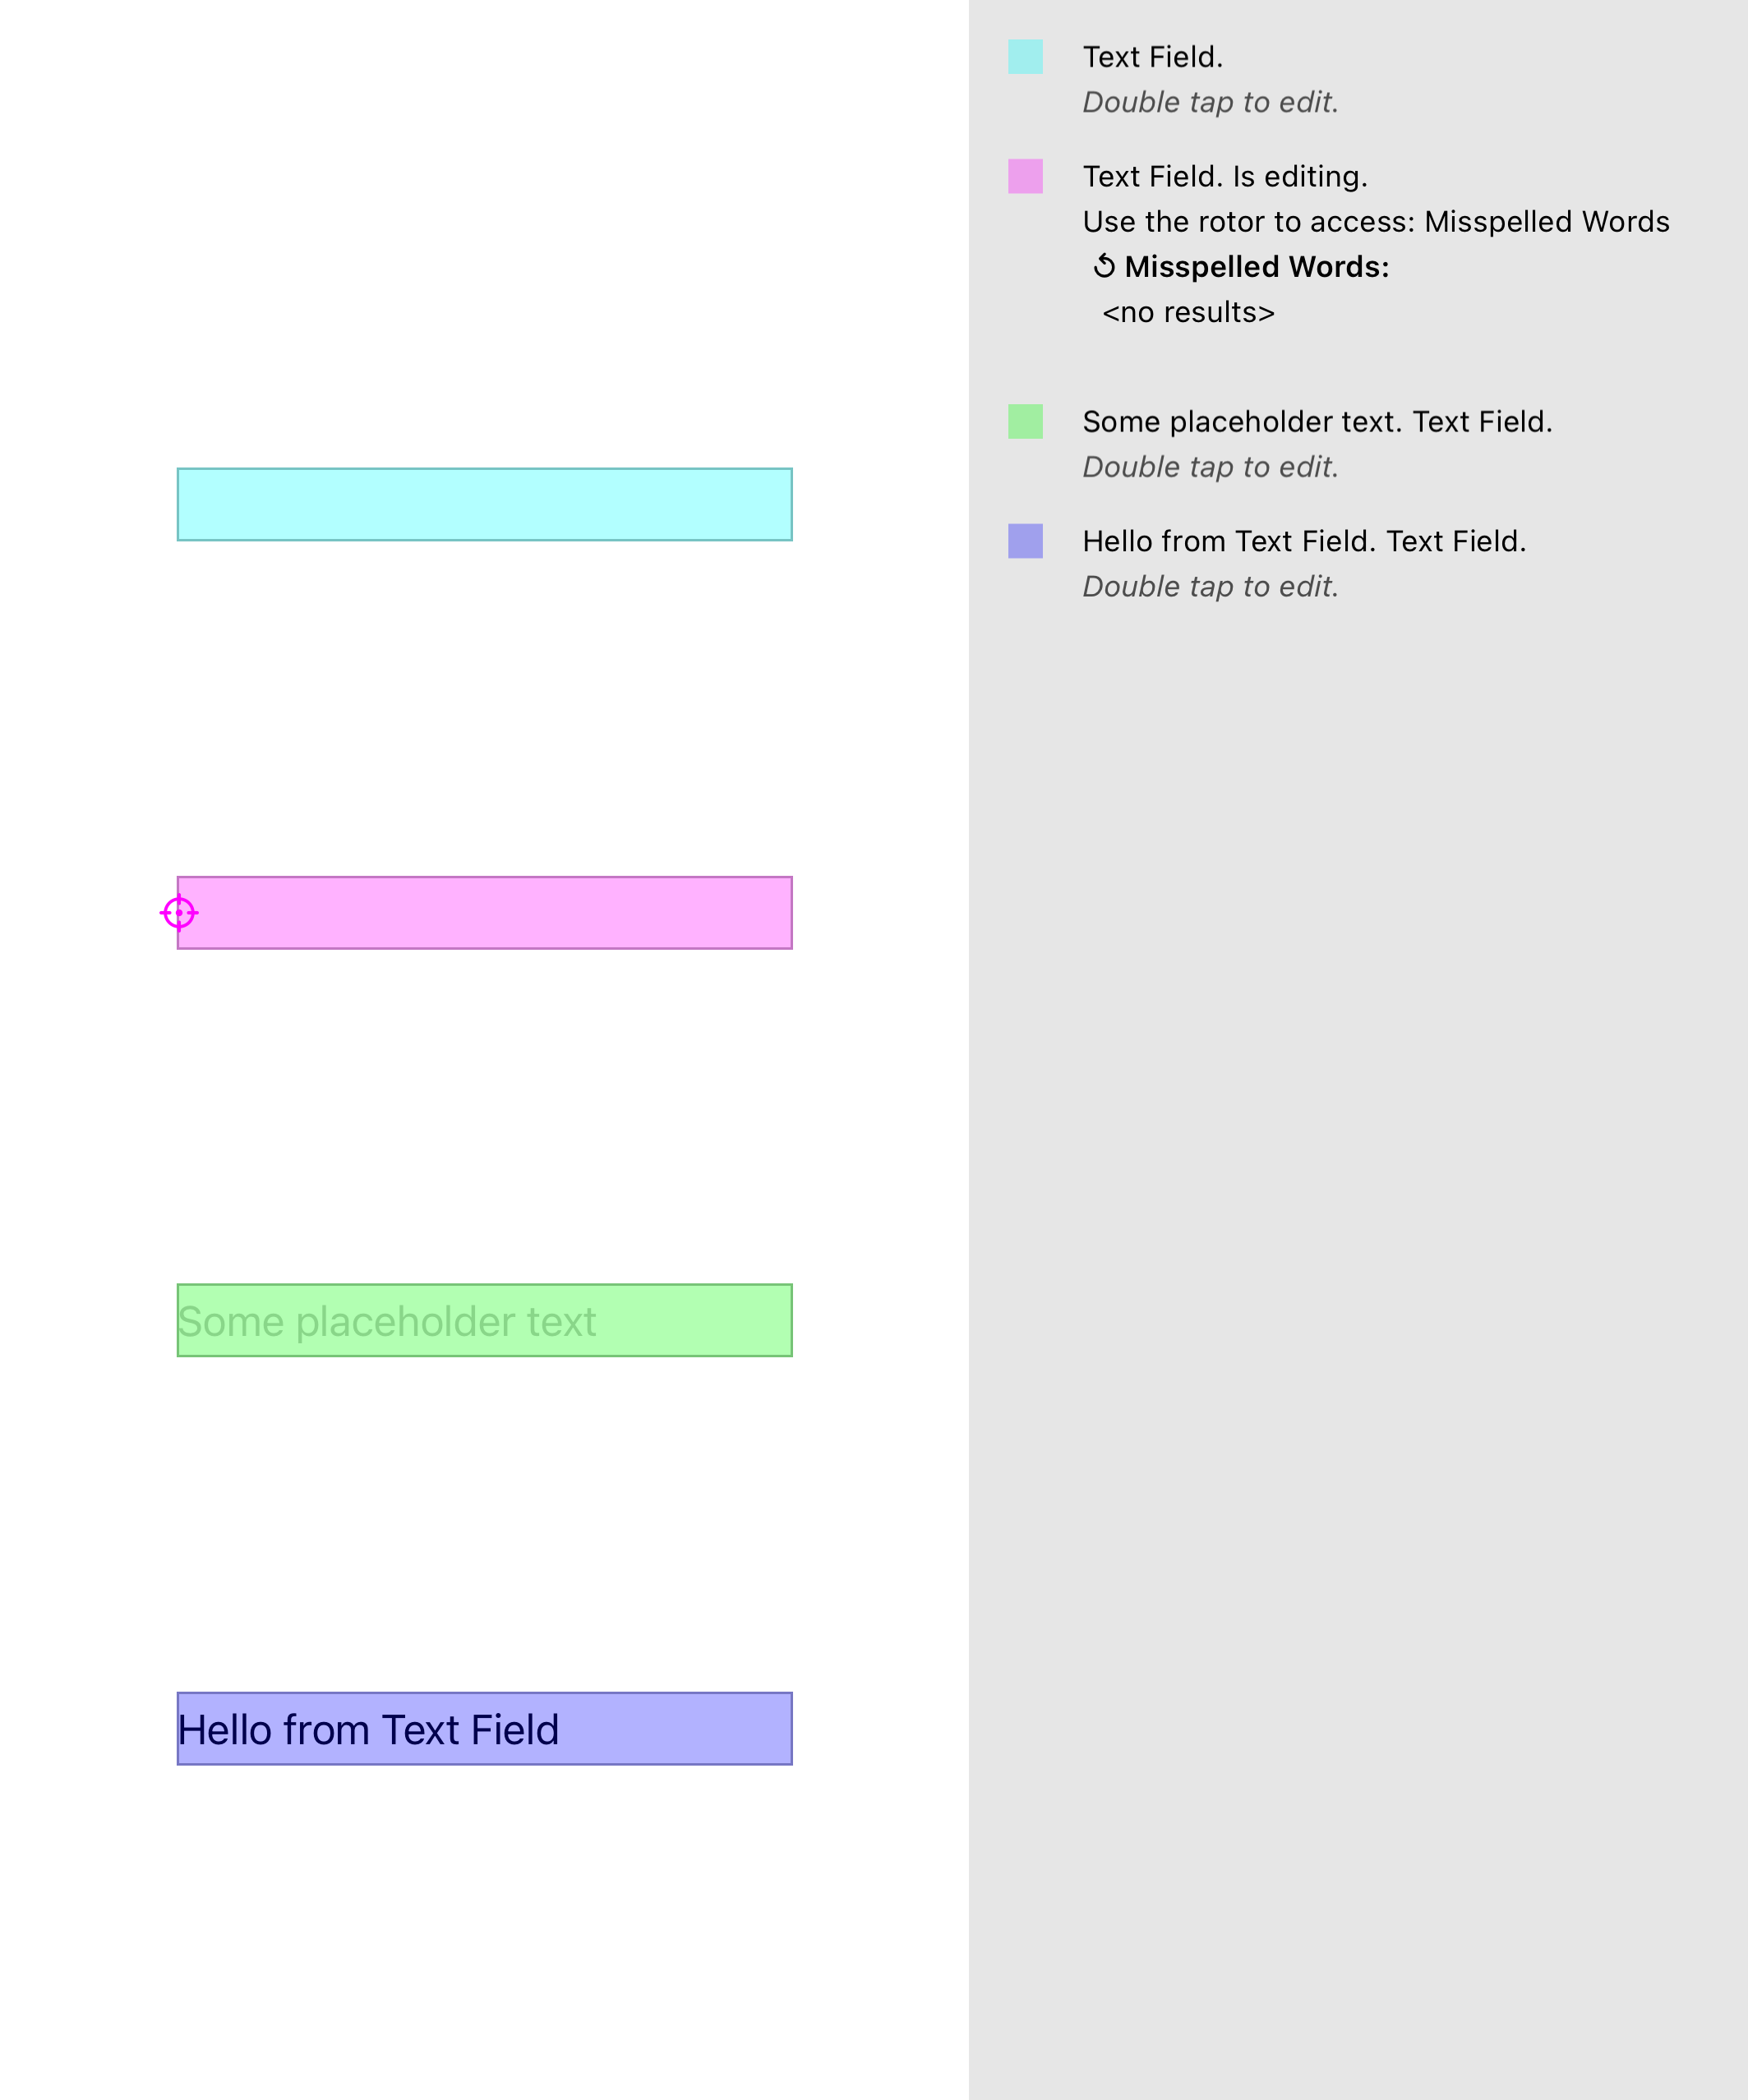 Text Field.
Double tap to edit.
Text Field. Is editing.
Use the rotor to access: Misspelled Words
Misspelled Words:
<no results>
Some placeholder text. Text Field.
Double tap to edit.
Hello from Text Field. Text Field.
Double tap to edit.
Some placeholder text
Hello from Text Field